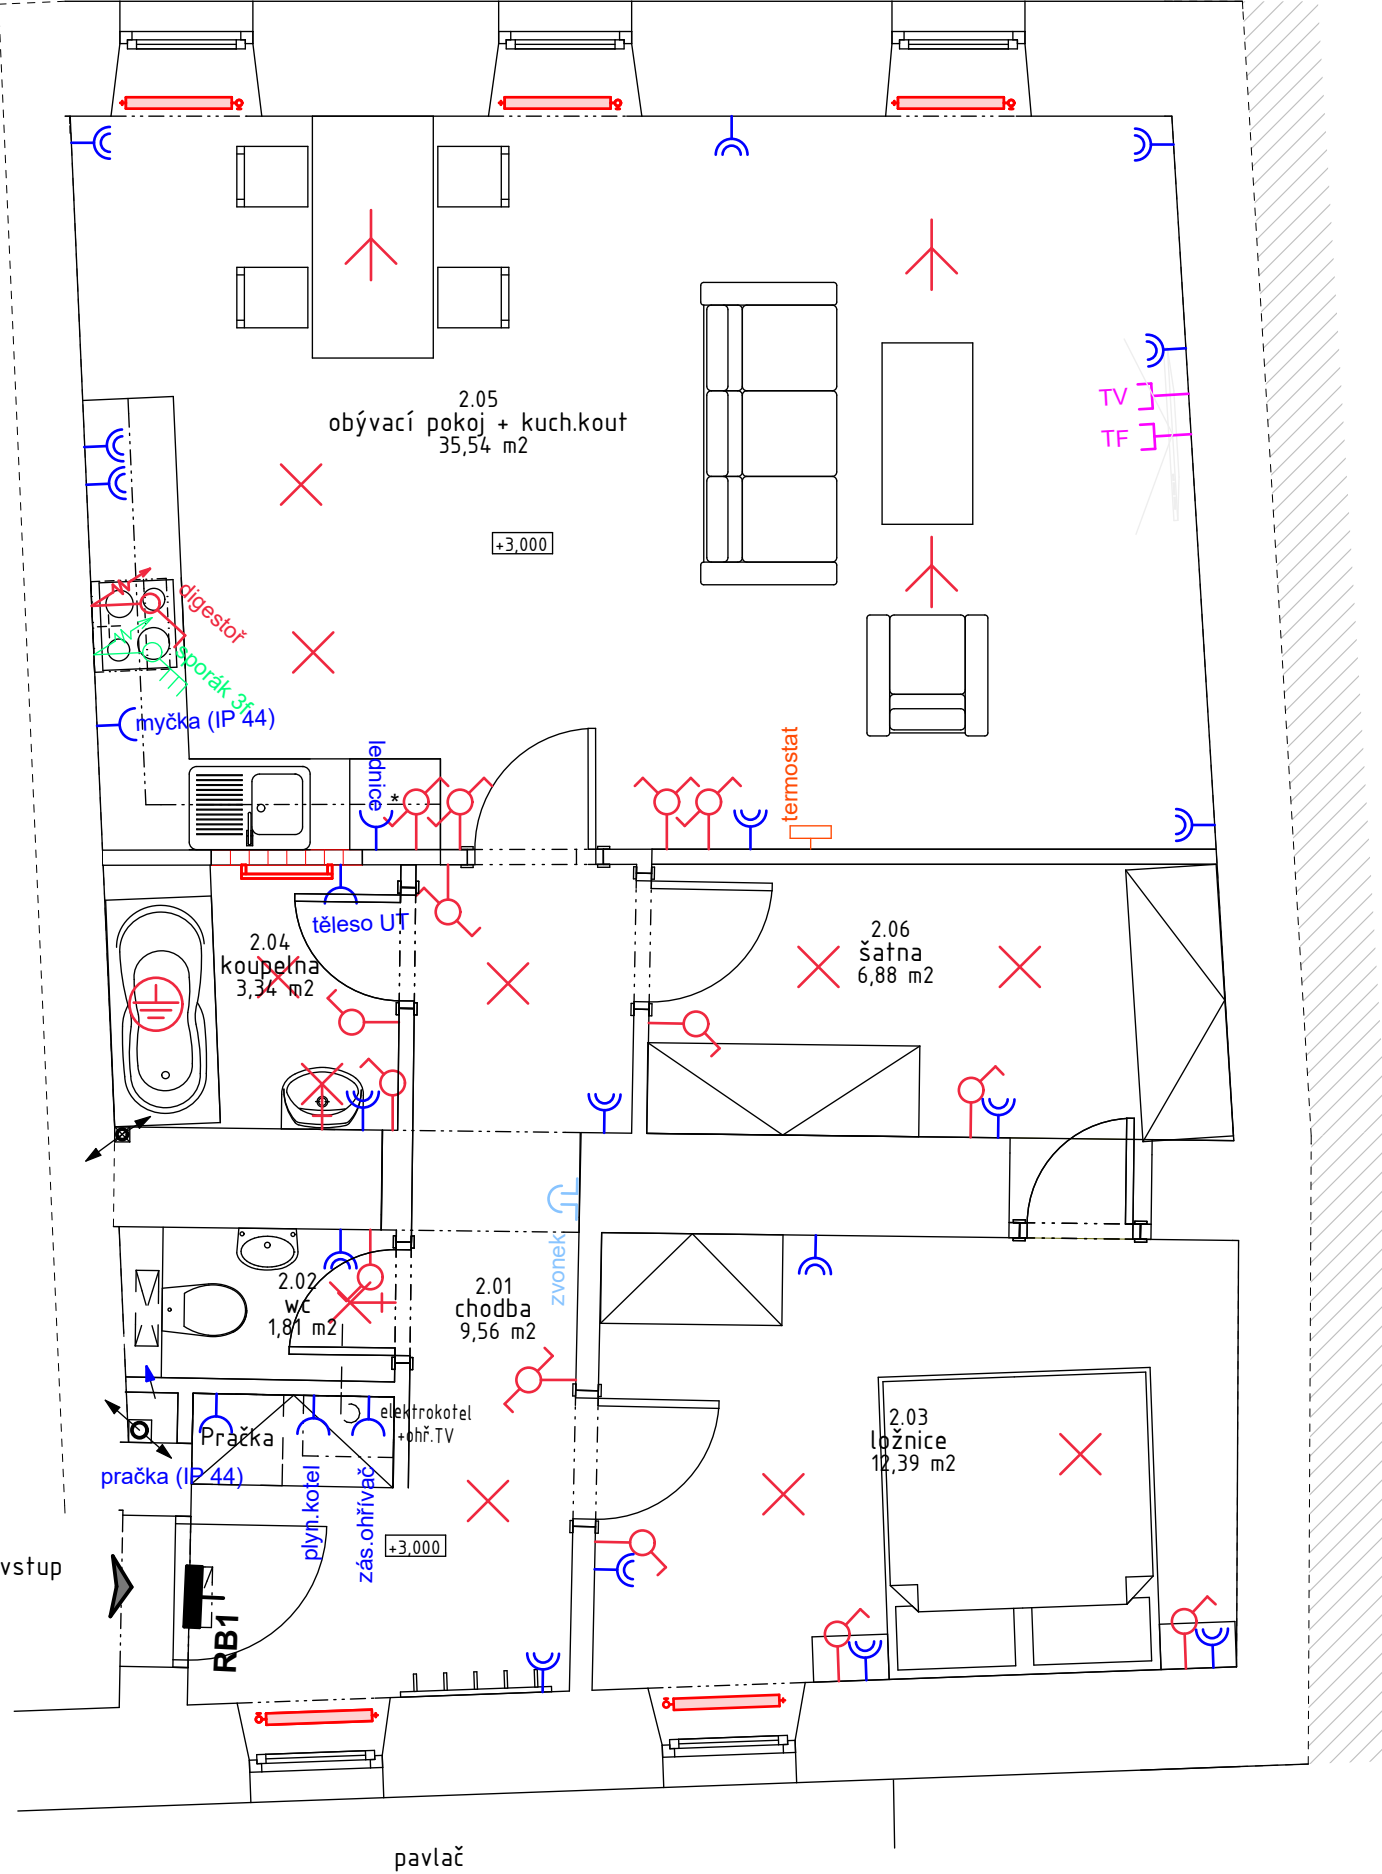 TV
TF
2.05
obývací pokoj + kuch.kout
35,54 m2
+3,000
digestoř
sporák 3f
myčka (IP 44)
lednice
*
termostat
těleso UT
2.04
koupelna
3,34 m2
2.06
šatna
6,88 m2
zvonek
2.02
wc
1,81 m2
2.01
chodba
9,56 m2
elektrokotel
+ohř.TV
Pračka
pračka (IP 44)
plyn.kotel
zás.ohřívač
2.03
ložnice
12,39 m2
+3,000
vstup
RB1
pavlač